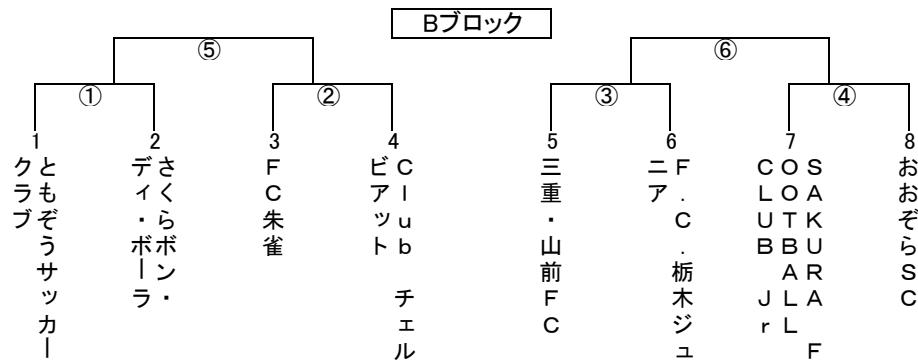 Bブロック
⑤
⑥
①
②
③
④
1
2
3
4
5
6
7
8
ともぞうサッカー
クラブ
さくらボン・
ディ・ボーラ
FC朱雀
Club チェル
ビアット
三重・山前FC
F.C.栃木ジュ
ニア
SAKURA F
OOTBALL
CLUB Jr
おおぞらSC